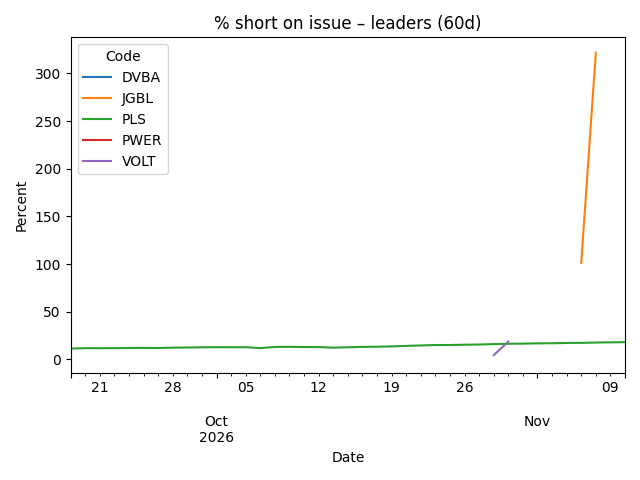 % short on issue – leaders (60d)
Code
DVBA
JGBL
PLS
PWER
VOLT
300
250
200
150
100
50
0
Percent
21 28 05 12 19 26 09
Oct Nov
2026
Date